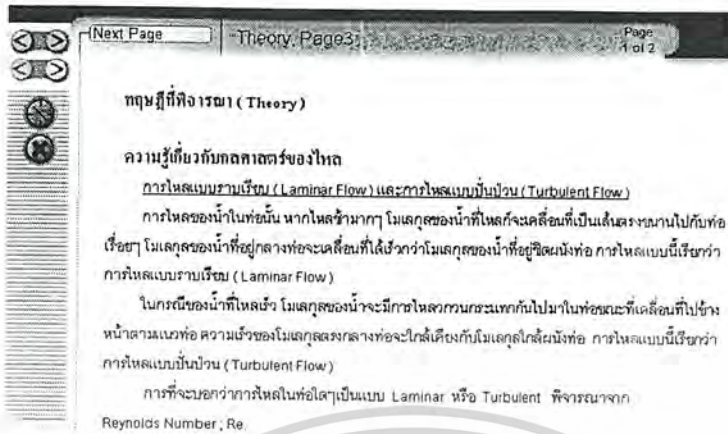 Next Page
Theory, Page3
Page
1 of 2
ทฤษฎีที่พิจารณา ( Theory )
ความรู้เกี่ยวกับกลศาสตร์ของไหล
การไหลแบบราบเรียบ ( Laminar Flow ) และการไหลแบบปั่นป่วน ( Turbulent Flow )
การไหลของน้ำในท่อนั้น หากไหลช้ามากๆ โมเลกุลของน้ำที่ไหลก็จะเคลื่อนที่เป็นเส้นตรงขนานไปกับท่อ
เรื่อยๆ โมเลกุลของน้ำที่อยู่กลางท่อจะเคลื่อนที่ได้เร็วกว่าโมเลกุลของน้ำที่อยู่ชิดผนังท่อ การไหลแบบนี้เรียกว่า
การไหลแบบราบเรียบ ( Laminar Flow )
ในกรณีของน้ำที่ไหลเร็ว โมเลกุลของน้ำจะมีการไหลวกวนกระแทกกันไปมาในท่อขณะที่เคลื่อนที่ไปข้าง
หน้าตามแนวท่อ ความเร็วของโมเลกุลตรงกลางท่อจะใกล้เคียงกับโมเลกุลใกล้ผนังท่อ การไหลแบบนี้เรียกว่า
การไหลแบบปั่นป่วน ( Turbulent Flow )
การที่จะบอกว่าการไหลในท่อใดๆเป็นแบบ Laminar หรือ Turbulent พิจารณาจาก
Reynolds Number ; Re